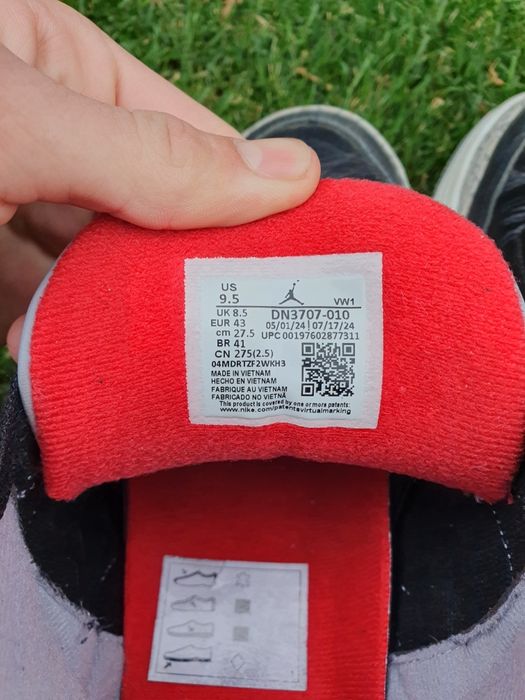 US
9.5
VW1
UK 8.5 DN3707-010
EUR 43 05/01/24 | 07/17/24
cm 27.5 UPC 00197602877311
BR 41
CN 275(2.5)
04MDRTZF2WKH3
MADE IN VIETNAM
HECHO EN VIETNAM
FABRIQUE AU VIETNAM
FABRICADO NO VIETNÃ
This product is covered by one or more patents:
www.nike.com/patentsvirtualmarking